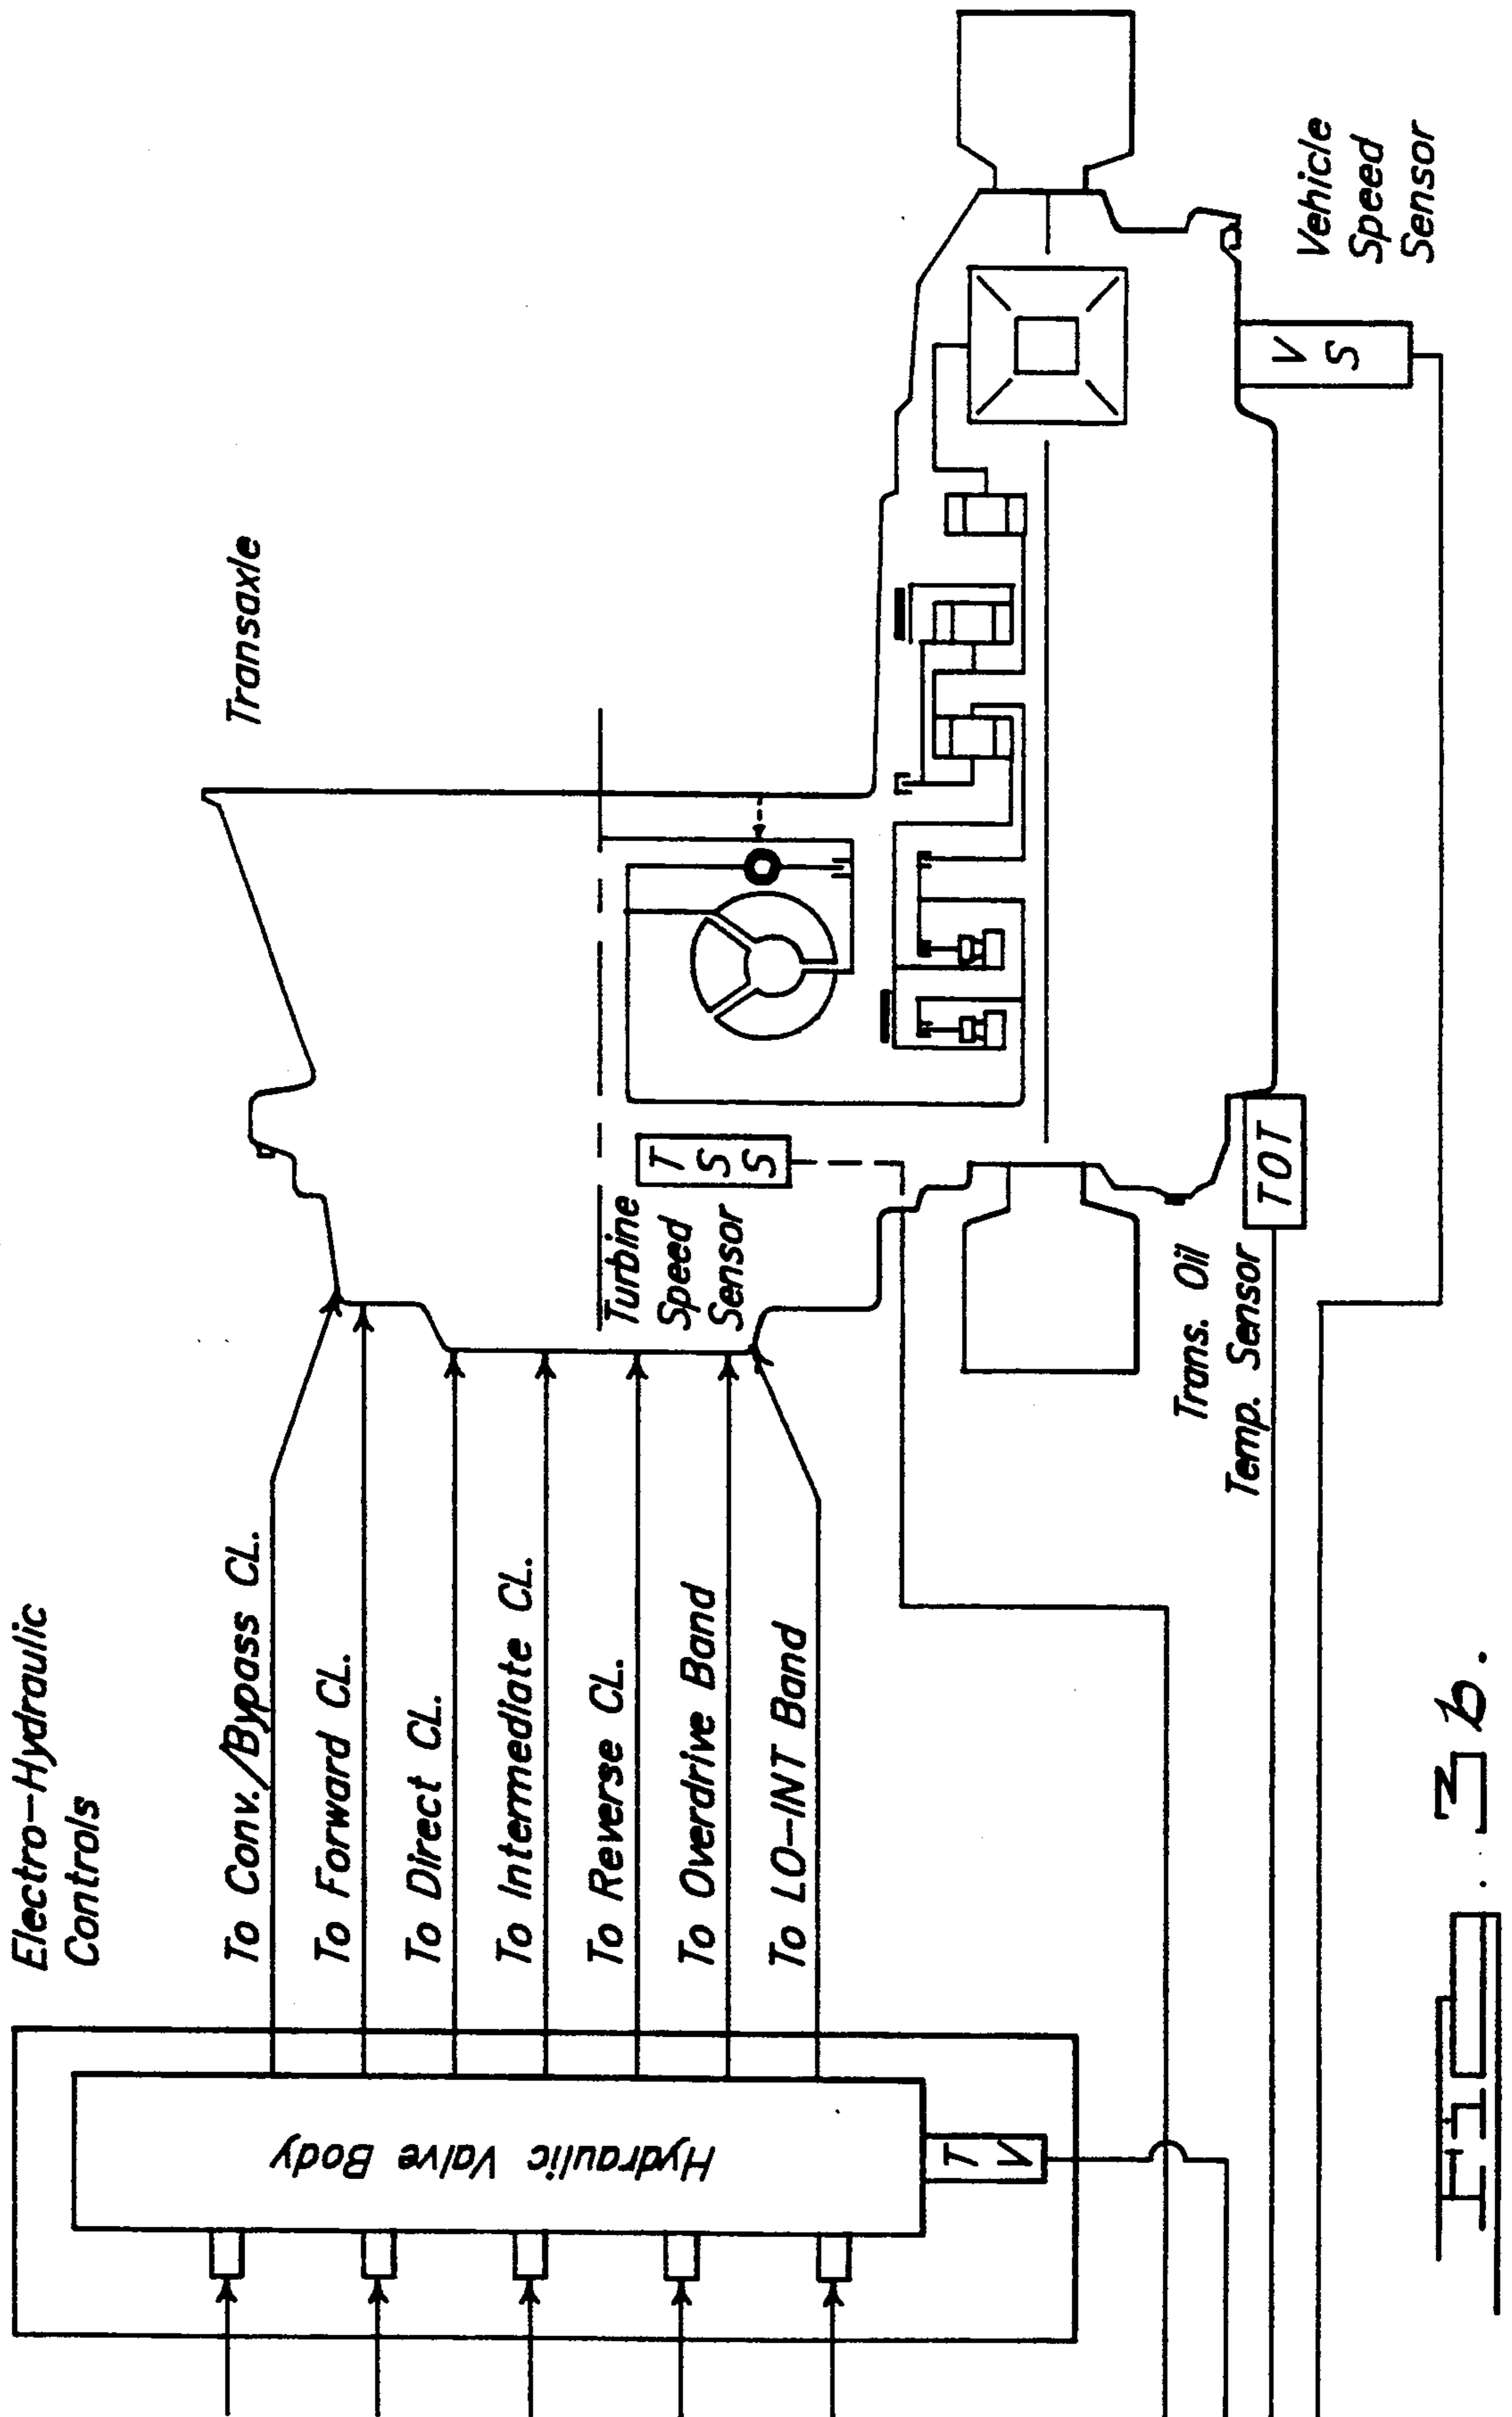 Electro-Hydraulic
Controls
To Conv./Bypass CL.
To Forward CL.
To Direct CL.
To Intermediate CL.
To Reverse CL.
To Overdrive Band
To LO-INT Band
Hydraulic Valve Body
T
V
Transaxle
Turbine
Speed
Sensor
T
S
S
Trans. Oil
Temp. Sensor
TOT
V
S
Vehicle
Speed
Sensor
Fig. 3b.